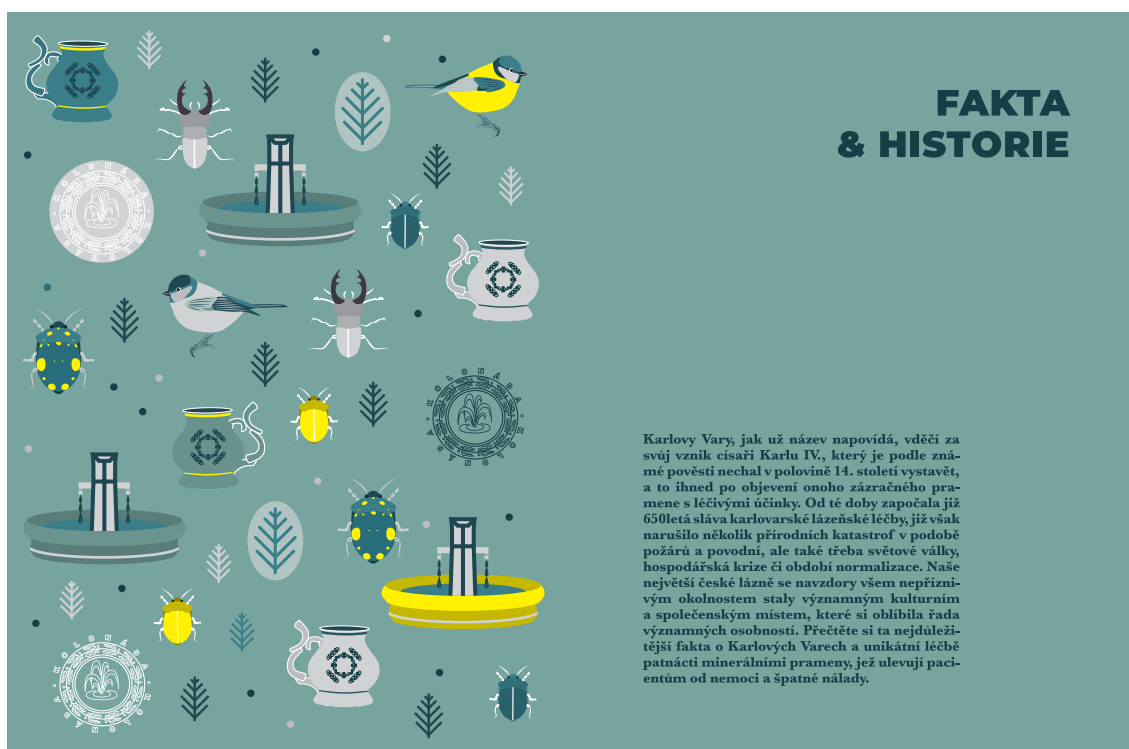 FAKTA
& HISTORIE
Karlovy Vary, jak už název napovídá, vděčí za
svůj vznik císaři Karlu IV., který je podle zná-
mé pověsti nechal v polovině 14. století vystavět,
a to ihned po objevení onoho zázračného pra-
mene s léčivými účinky. Od té doby započala již
650letá sláva karlovarské lázeňské léčby, již však
narušilo několik přírodních katastrof v podobě
požárů a povodní, ale také třeba světové války,
hospodářská krize či období normalizace. Naše
největší české lázně se navzdory všem nepřízni-
vým okolnostem staly významným kulturním
a společenským místem, které si oblíbila řada
významných osobností. Přečtěte si ta nejdůleži-
tější fakta o Karlových Varech a unikátní léčbě
patnácti minerálními prameny, jež ulevují paci-
entům od nemoci a špatné nálady.